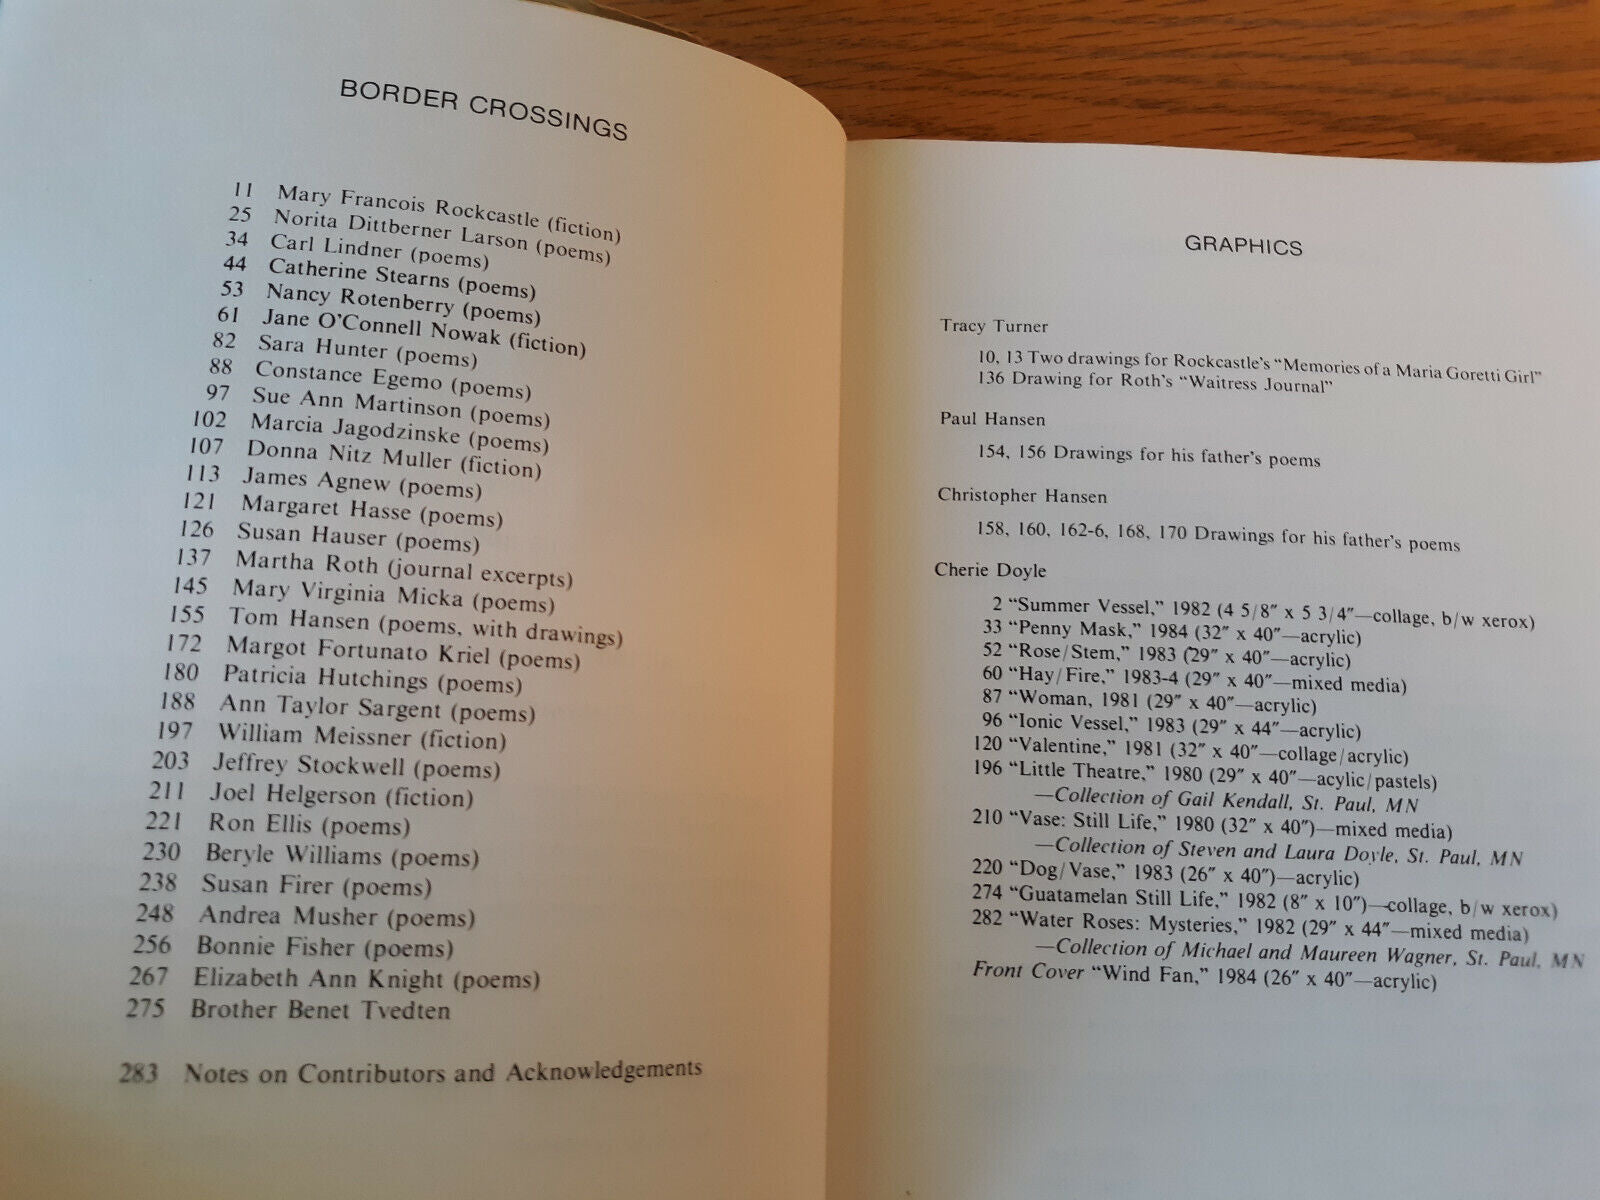 BORDER CROSSINGS
11 Mary Francois Rockcastle (fiction)
25 Norita Dittberner Larson (poems)
34 Carl Lindner (poems)
44 Catherine Stearns (poems)
53 Nancy Rotenberry (poems)
61 Jane O'Connell Nowak (fiction)
82 Sara Hunter (poems)
88 Constance Egemo (poems)
97 Sue Ann Martinson (poems)
102 Marcia Jagodzinske (poems)
107 Donna Nitz Muller (fiction)
113 James Agnew (poems)
121 Margaret Hasse (poems)
126 Susan Hauser (poems)
137 Martha Roth (journal excerpts)
145 Mary Virginia Micka (poems)
155 Tom Hansen (poems, with drawings)
172 Margot Fortunato Kriel (poems)
180 Patricia Hutchings (poems)
188 Ann Taylor Sargent (poems)
197 William Meissner (fiction)
203 Jeffrey Stockwell (poems)
211 Joel Helgerson (fiction)
221 Ron Ellis (poems)
230 Beryle Williams (poems)
238 Susan Firer (poems)
248 Andrea Musher (poems)
256 Bonnie Fisher (poems)
267 Elizabeth Ann Knight (poems)
275 Brother Benet Tvedten
283 Notes on Contributors and Acknowledgements
GRAPHICS
Tracy Turner
10, 13 Two drawings for Rockcastle's "Memories of a Maria Goretti Girl"
136 Drawing for Roth's "Waitress Journal"
Paul Hansen
154, 156 Drawings for his father's poems
Christopher Hansen
158, 160, 162-6, 168, 170 Drawings for his father's poems
Cherie Doyle
2 "Summer Vessel," 1982 (4 5/8″ x 5 3/4″—collage, b/w xerox)
33 "Penny Mask," 1984 (32″ x 40″—acrylic)
52 "Rose/Stem," 1983 (29″ x 40″—acrylic)
60 "Hay/Fire," 1983-4 (29″ x 40″—mixed media)
87 "Woman, 1981 (29″ x 40″—acrylic)
96 "Ionic Vessel," 1983 (29″ x 44″—acrylic)
120 "Valentine," 1981 (32″ x 40″—collage/acrylic)
196 "Little Theatre," 1980 (29″ x 40″—acylic/pastels)
—Collection of Gail Kendall, St. Paul, MN
210 "Vase: Still Life," 1980 (32″ x 40″)—mixed media)
—Collection of Steven and Laura Doyle, St. Paul, MN
220 "Dog/Vase," 1983 (26″ x 40″)—acrylic)
274 "Guatamelan Still Life," 1982 (8″ x 10″)—collage, b/w xerox)
282 "Water Roses: Mysteries," 1982 (29″ x 44″—mixed media)
—Collection of Michael and Maureen Wagner, St. Paul, MN
Front Cover "Wind Fan," 1984 (26″ x 40″—acrylic)